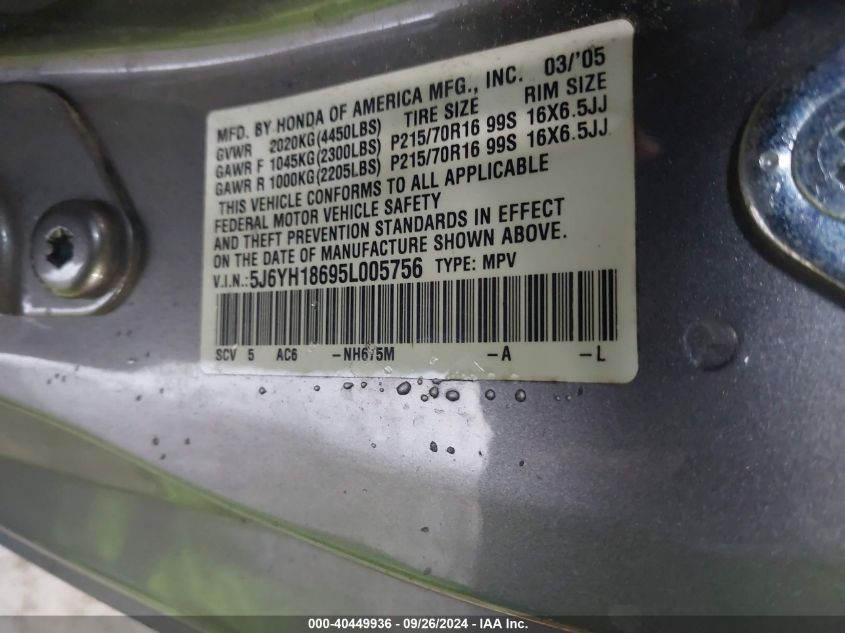 MFD. BY HONDA OF AMERICA MFG., INC. 03/'05
GVWR 2020KG(4450LBS) TIRE SIZE RIM SIZE
GAWR F 1045KG(2300LBS) P215/70R16 99S 16X6.5JJ
GAWR R 1000KG(2205LBS) P215/70R16 99S 16X6.5JJ
THIS VEHICLE CONFORMS TO ALL APPLICABLE
FEDERAL MOTOR VEHICLE SAFETY
AND THEFT PREVENTION STANDARDS IN EFFECT
ON THE DATE OF MANUFACTURE SHOWN ABOVE.
V.I.N.: 5J6YH18695L005756 TYPE: MPV
SCV 5 AC6 -NH675M -A -L
000-40449936 - 09/26/2024 - IEAHQ TECH INC.